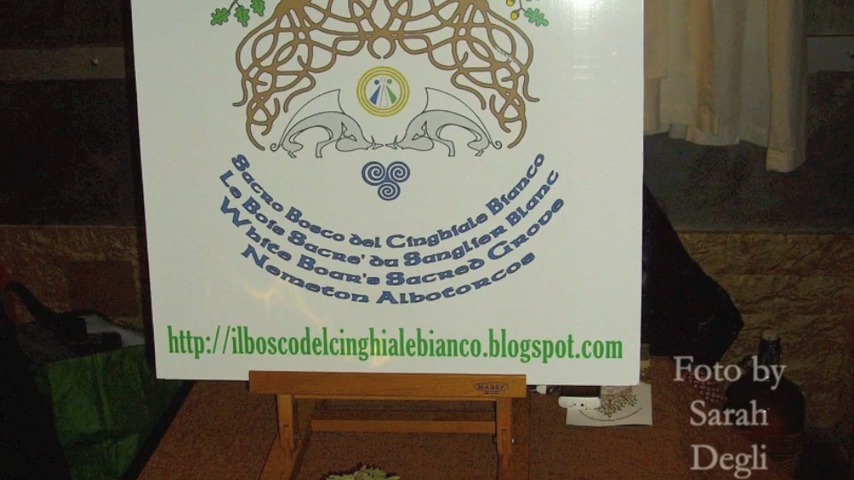 Sacro Bosco del Cinghiale Bianco
Le Bois Sacre' du Sanglier Blanc
White Boar's Sacred Grove
Nemeton Albotorcos
http://ilboscodelcinghialebianco.blogspot.com
MABEF
Foto by
Sarah
Degli